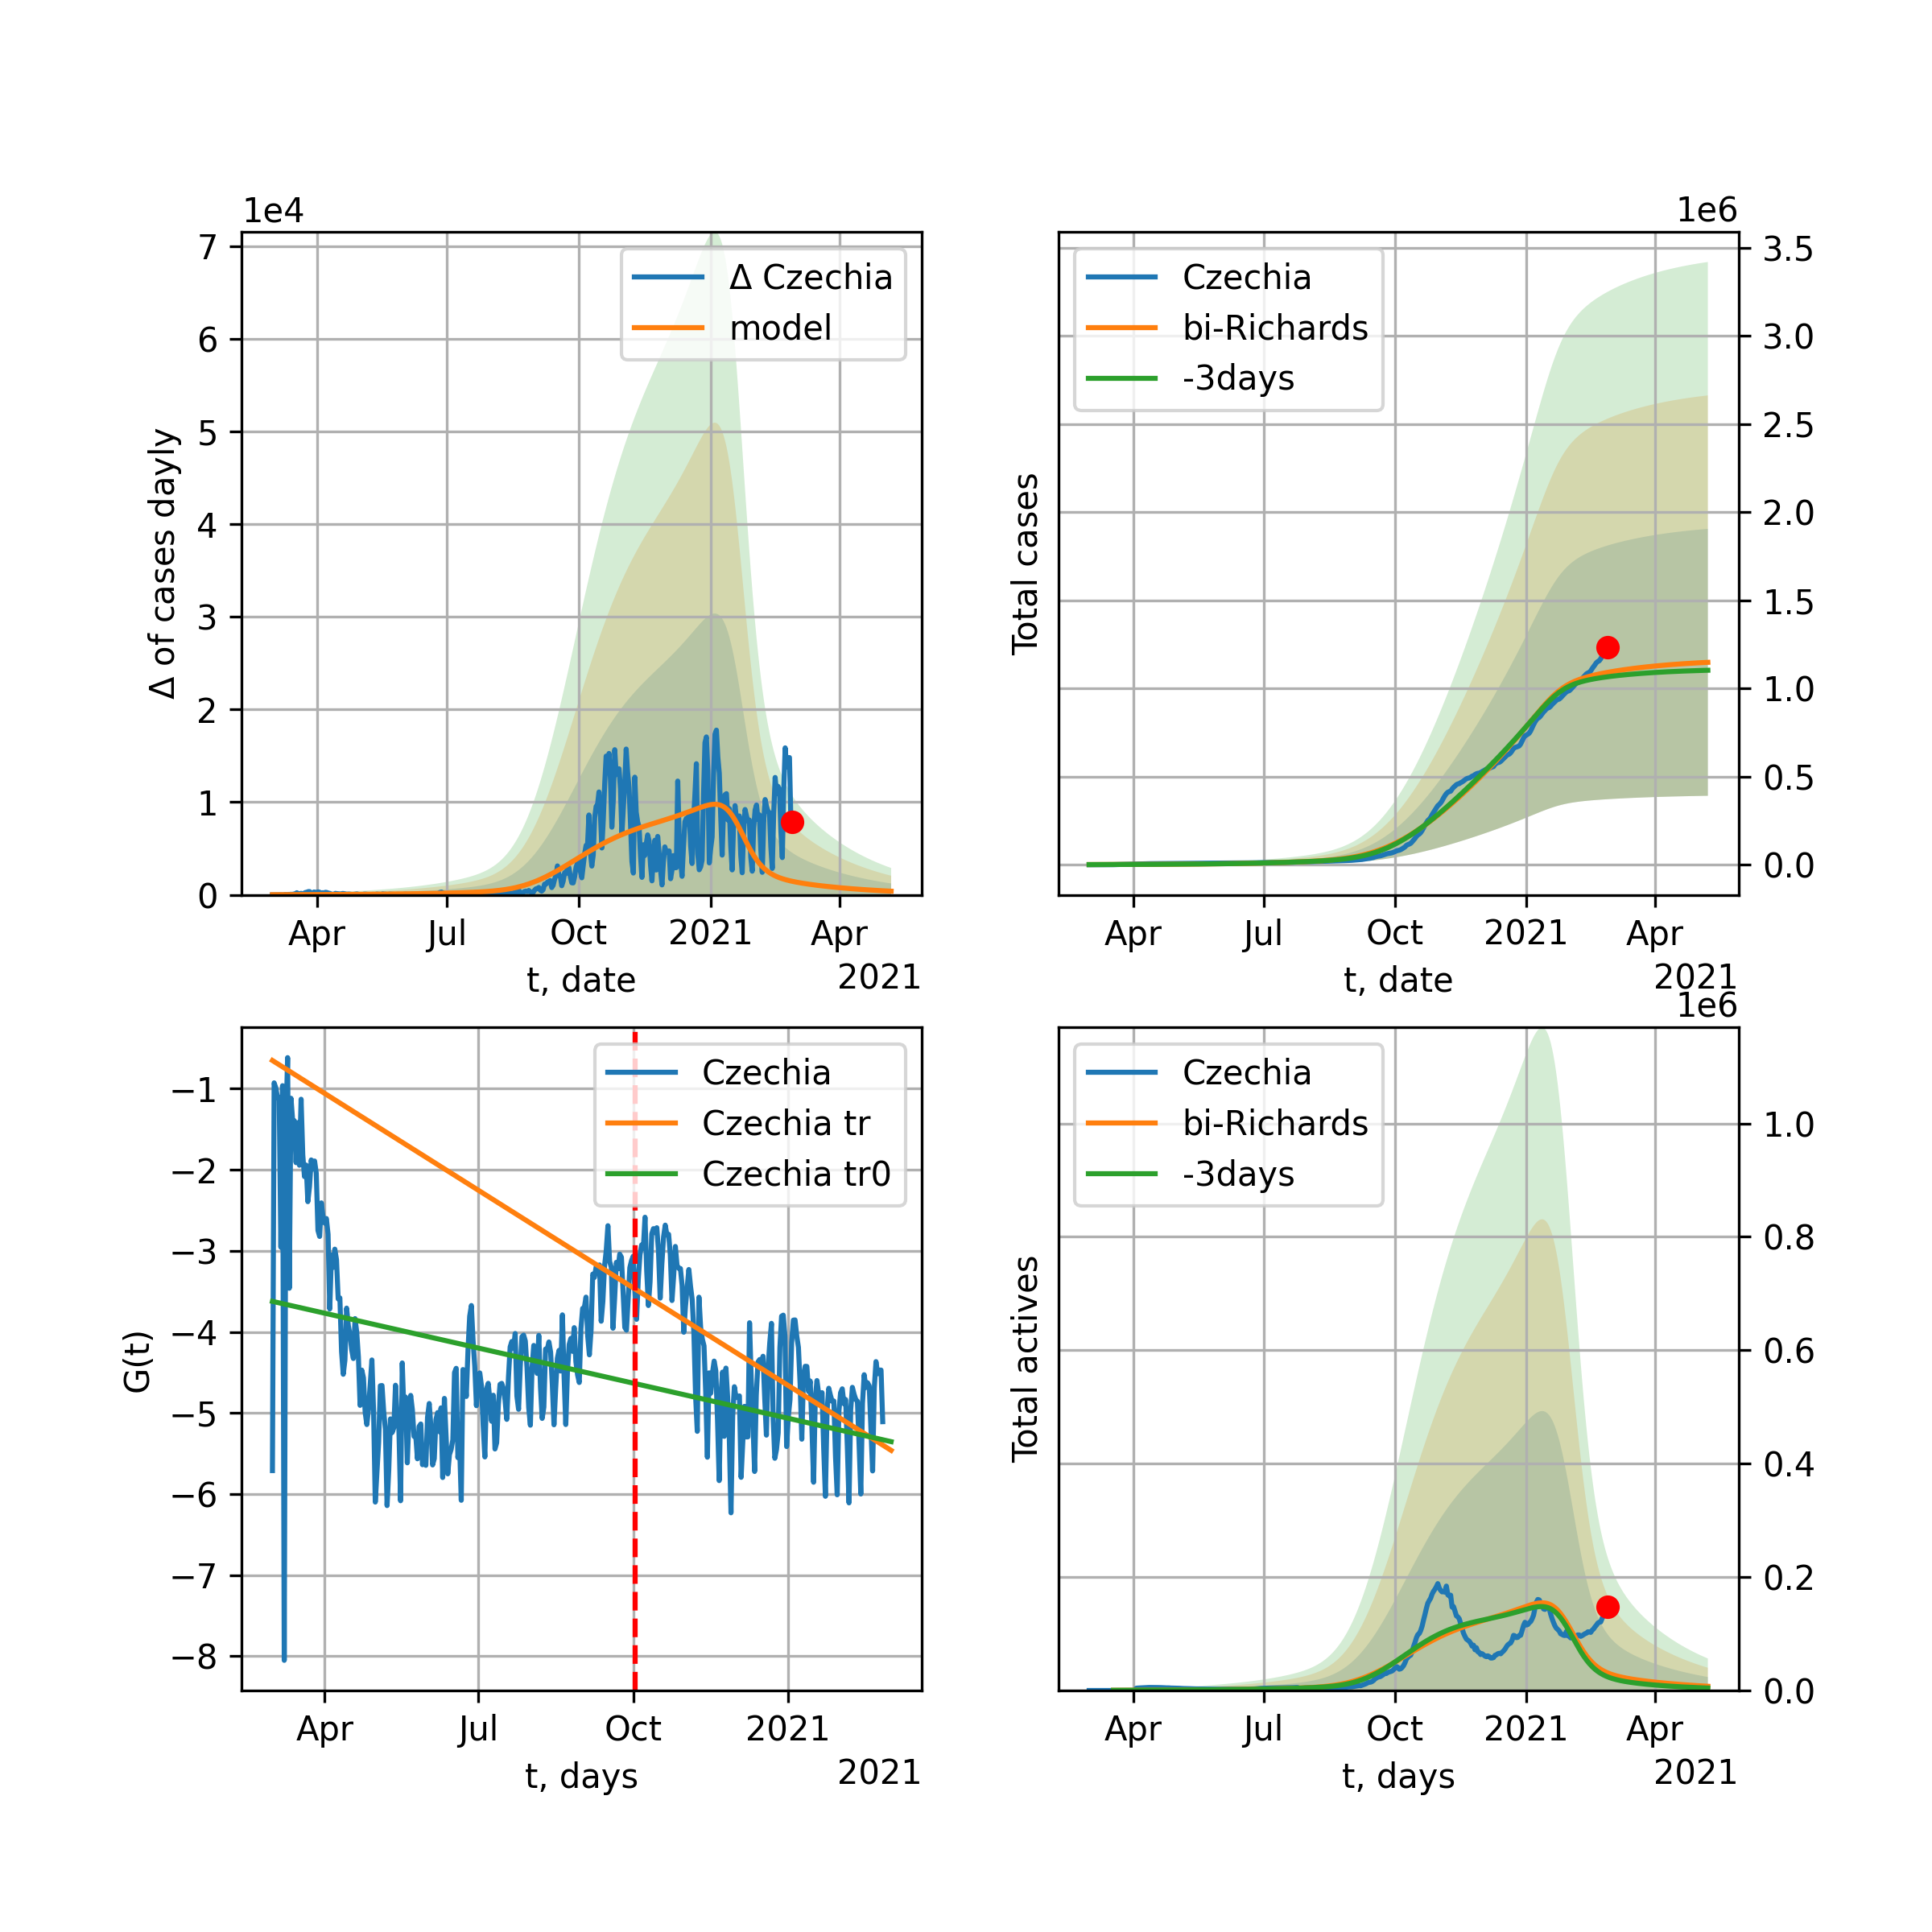 1e4
7
6
5
4
3
2
1
0
Δ of cases dayly
Δ Czechia
model
Apr
Jul
Oct
2021
Apr
t, date
2021
1e6
3.5
3.0
2.5
2.0
1.5
1.0
0.5
0.0
Total cases
Czechia
bi-Richards
-3days
Apr
Jul
Oct
2021
Apr
t, date
2021
−1
−2
−3
−4
−5
−6
−7
−8
G(t)
Czechia
Czechia tr
Czechia tr0
Apr
Jul
Oct
2021
t, days
2021
1e6
1.0
0.8
0.6
0.4
0.2
0.0
Total actives
Czechia
bi-Richards
-3days
Apr
Jul
Oct
2021
Apr
t, days
2021